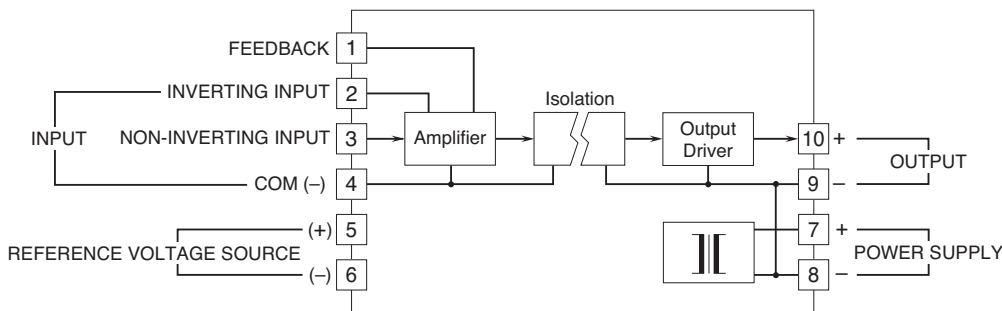 FEEDBACK 1
INVERTING INPUT 2
Isolation
INPUT
NON-INVERTING INPUT 3
Amplifier
Output
Driver
10 +
OUTPUT
COM (–) 4
9 –
(+) 5
7 +
REFERENCE VOLTAGE SOURCE
POWER SUPPLY
(–) 6
8 –